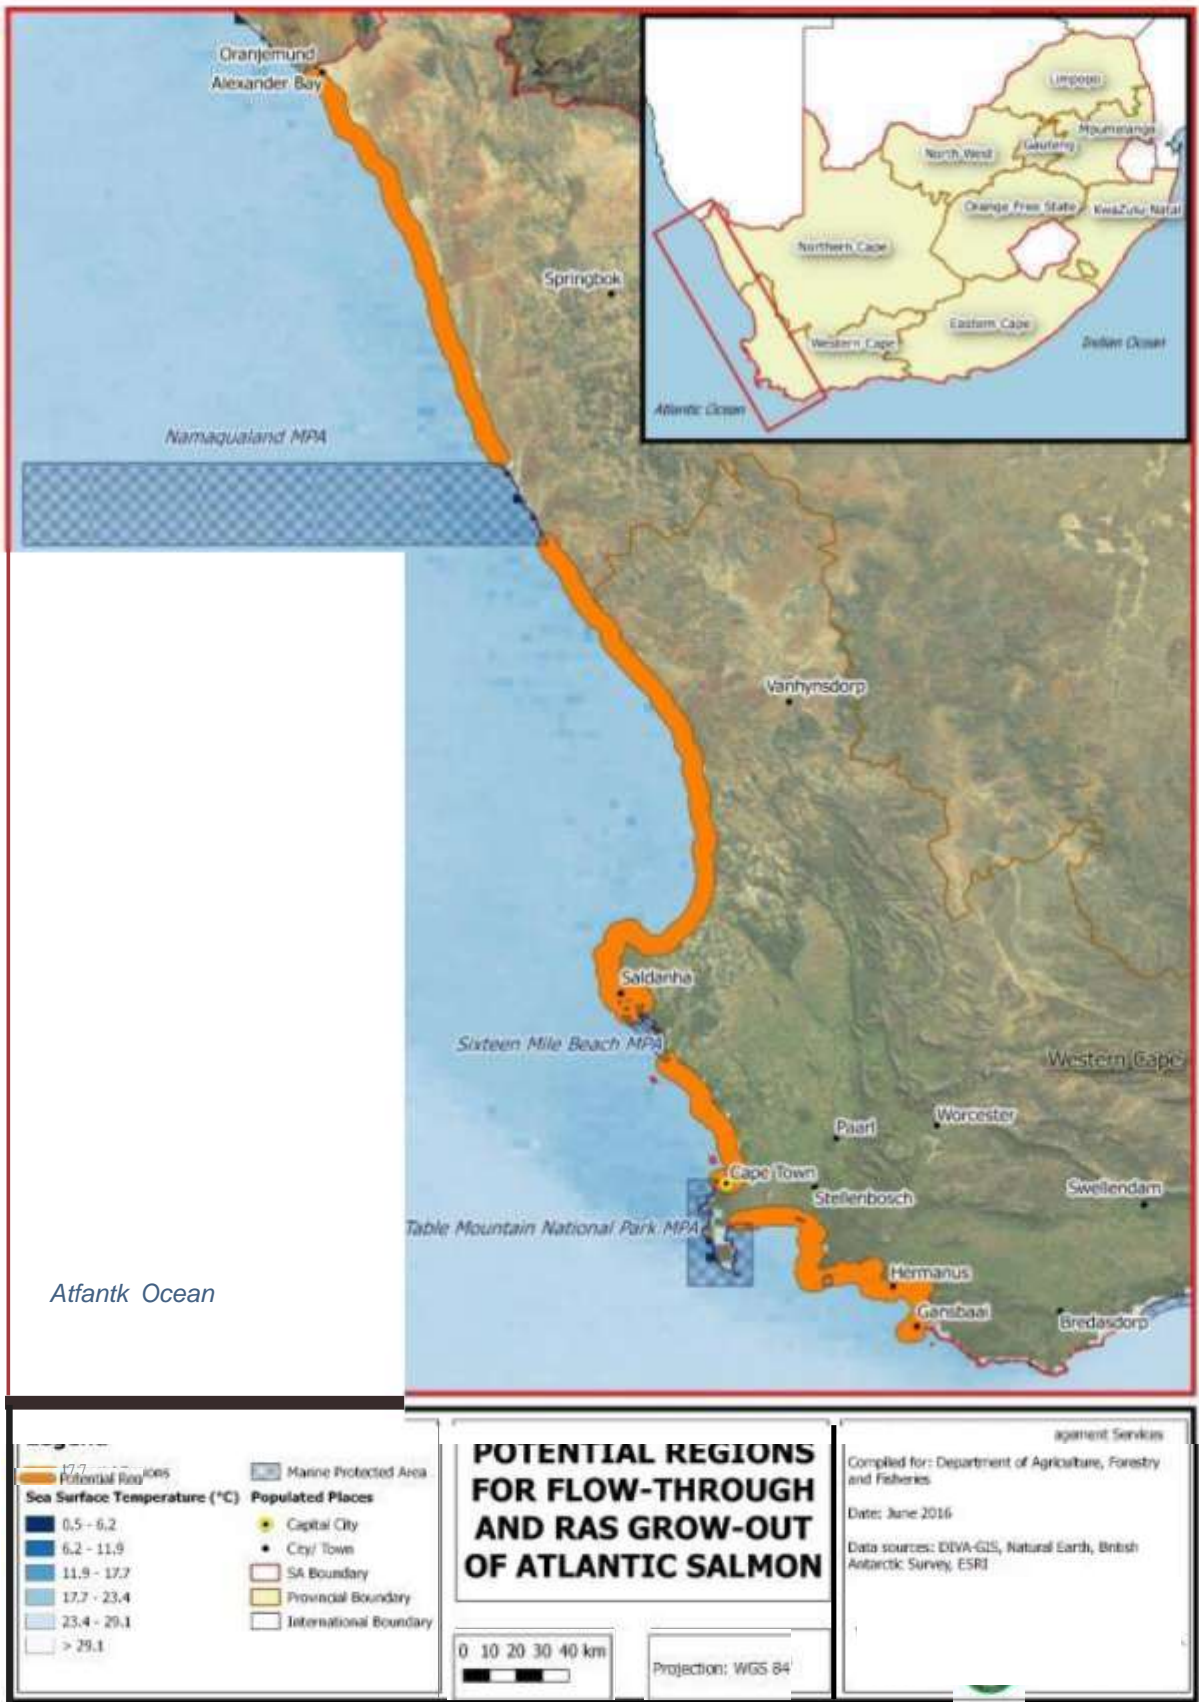 Oranjemund
Alexander Bay
Springbok
Namaqualand MPA
Limpopo
Mpumalanga
Gauteng
North West
Orange Free State
KwaZulu-Natal
Northern Cape
Eastern Cape
Western Cape
Indian Ocean
Atlantic Ocean
Vanhynsdorp
Saldanha
Sixteen Mile Beach MPA
Western Cape
Worcester
Paarl
Cape Town
Stellenbosch
Swellendam
Table Mountain National Park MPA
Hermanus
Gansbaai
Bredasdorp
Atfantk Ocean
Potential Reg
Marine Protected Area
Sea Surface Temperature (°C)
0.5 - 6.2
6.2 - 11.9
11.9 - 17.7
17.7 - 23.4
23.4 - 29.1
> 29.1
Populated Places
Capital City
City/ Town
SA Boundary
Provincial Boundary
International Boundary
POTENTIAL REGIONS
FOR FLOW-THROUGH
AND RAS GROW-OUT
OF ATLANTIC SALMON
0 10 20 30 40 km
Projection: WGS 84
agement Services
Compiled for: Department of Agriculture, Forestry
and Fisheries
Date: June 2016
Data sources: DIVA-GIS, Natural Earth, British
Antarctic Survey, ESRI